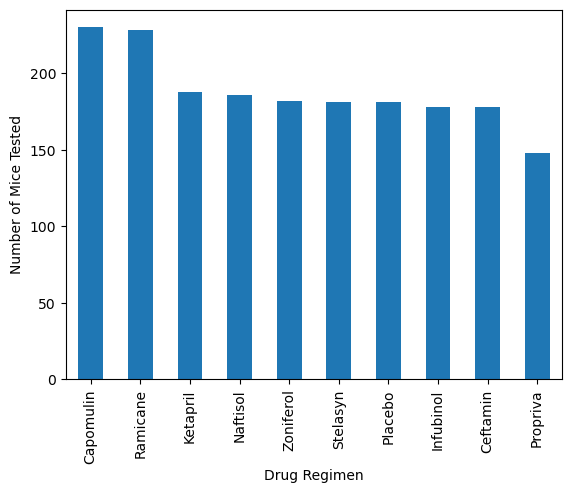 200
150
100
50
0
Number of Mice Tested
Capomulin
Ramicane
Ketapril
Naftisol
Zoniferol
Stelasyn
Placebo
Infubinol
Ceftamin
Propriva
Drug Regimen